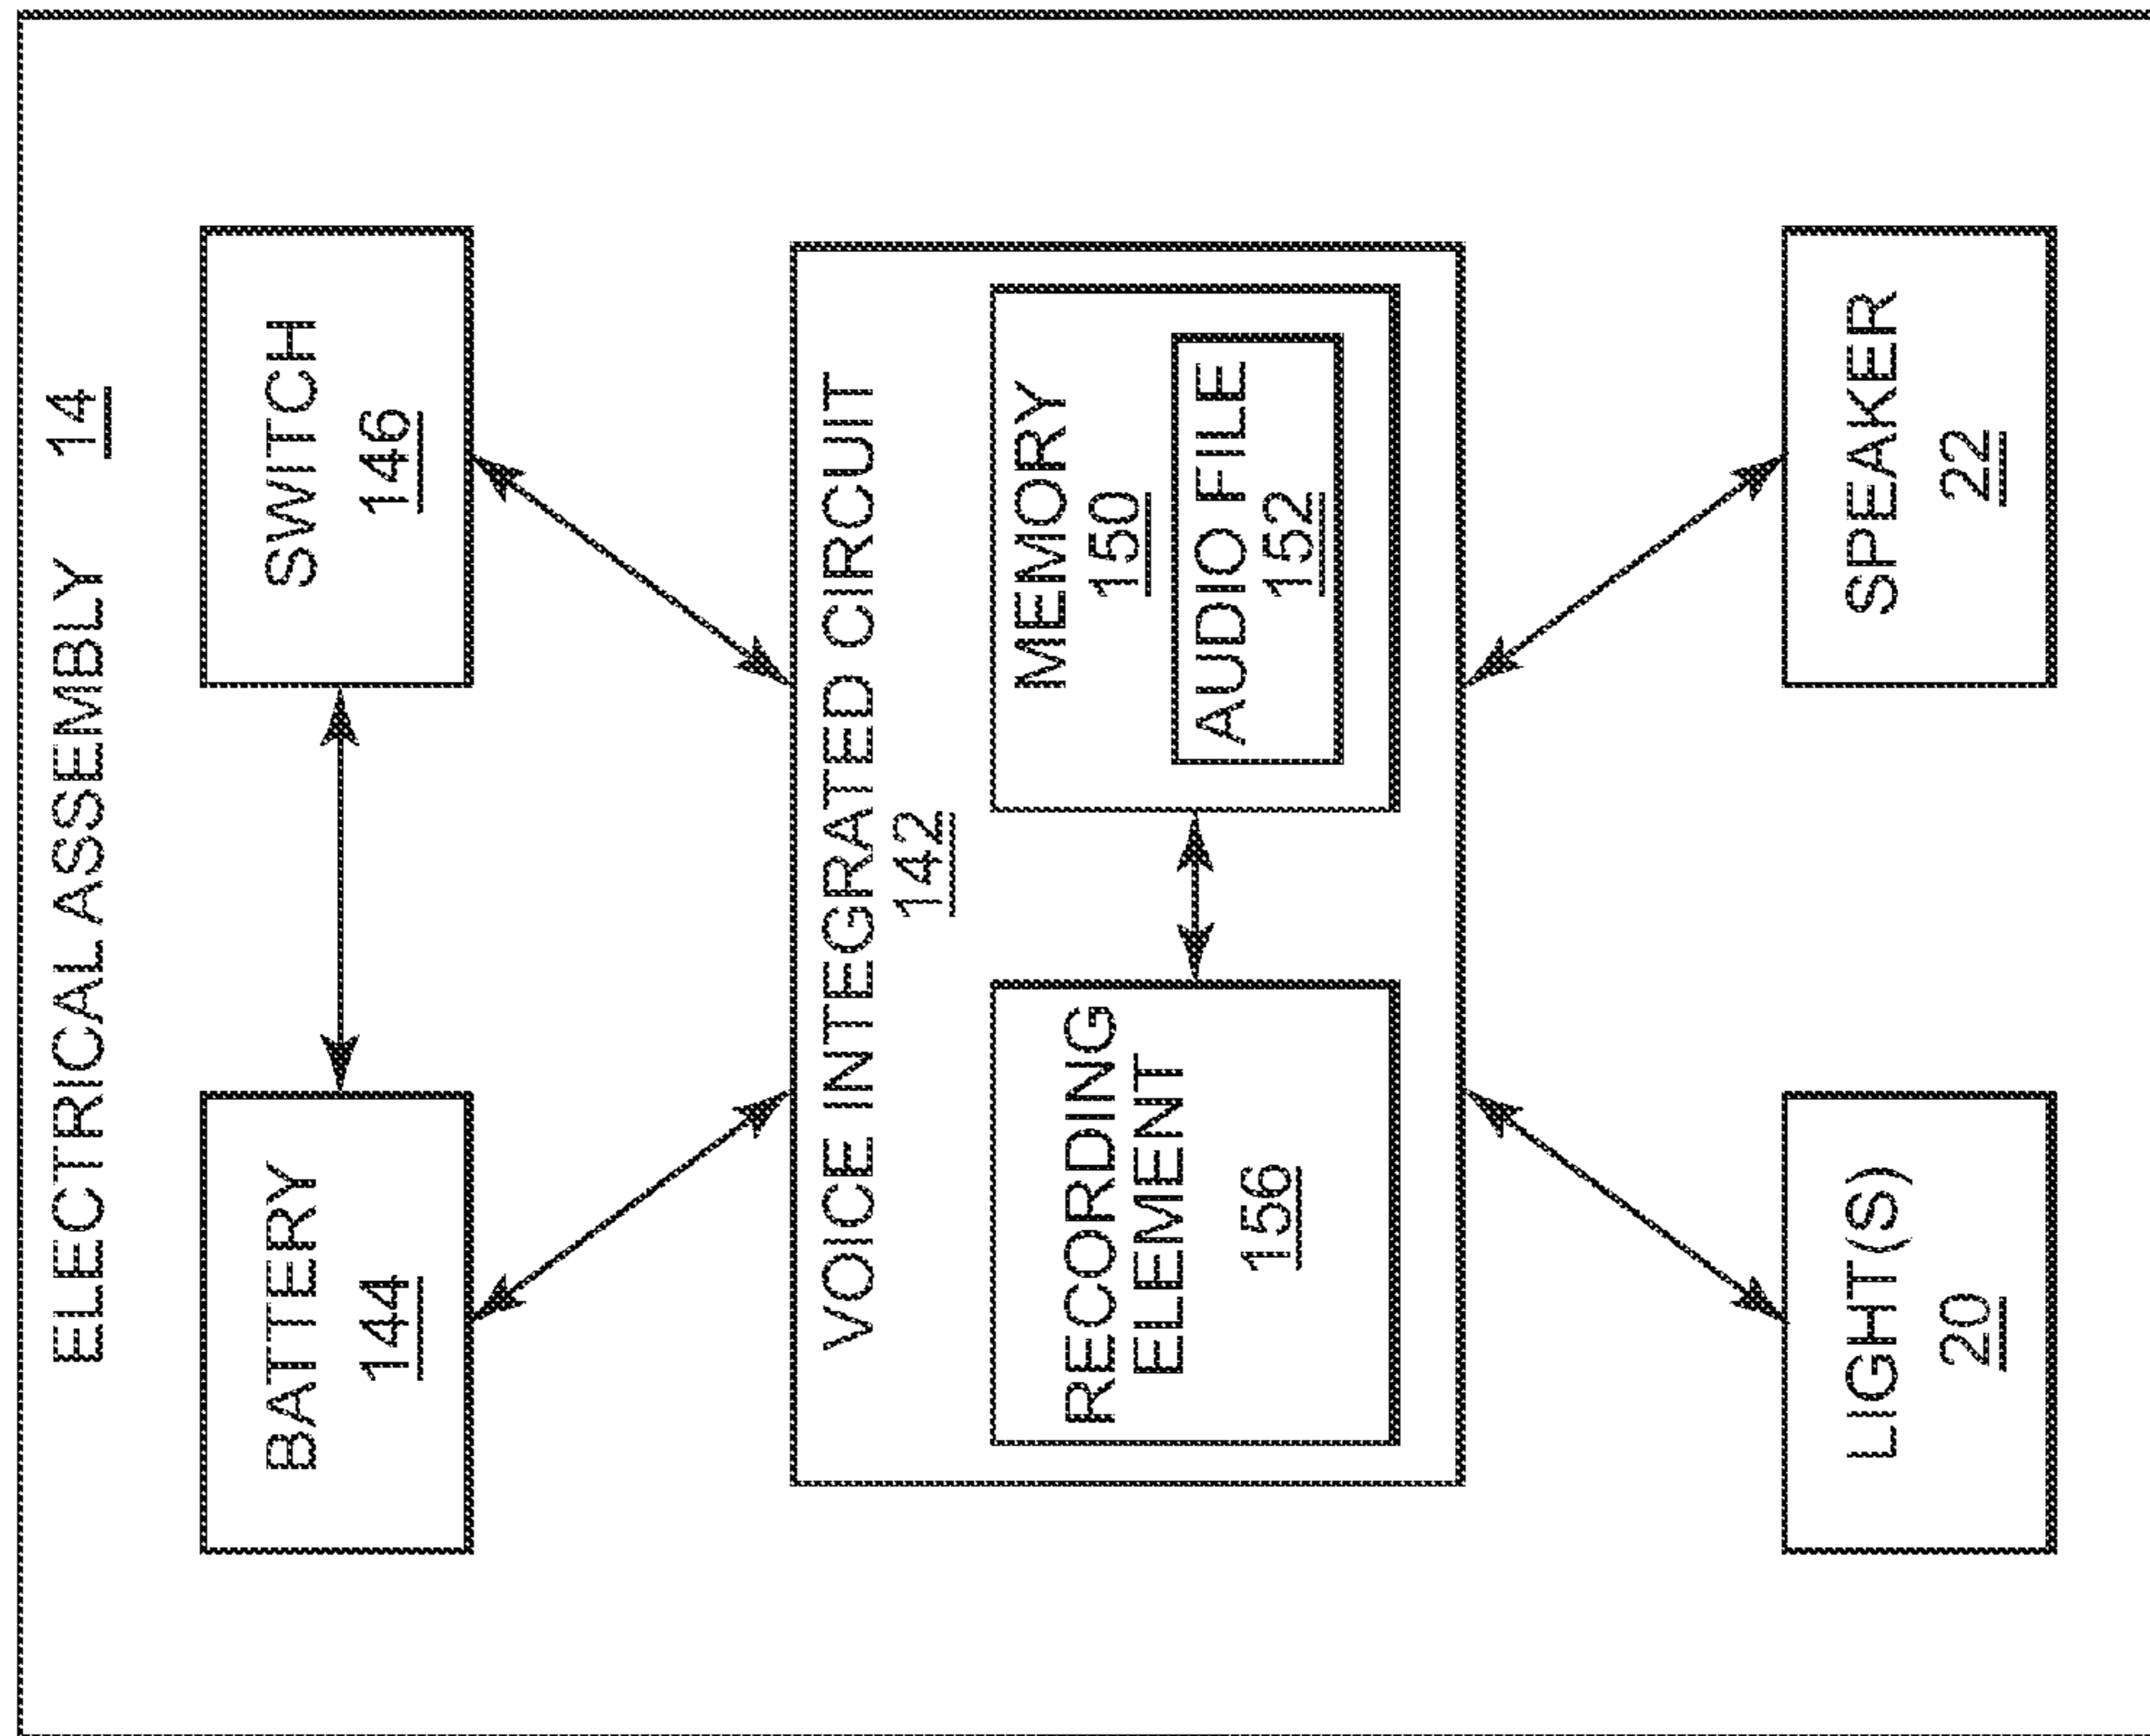 ELECTRICAL ASSEMBLY 14
BATTERY
144
SWITCH
146
VOICE INTEGRATED CIRCUIT
142
RECORDING
ELEMENT
156
MEMORY
150
AUDIO FILE
152
LIGHT(S)
20
SPEAKER
22